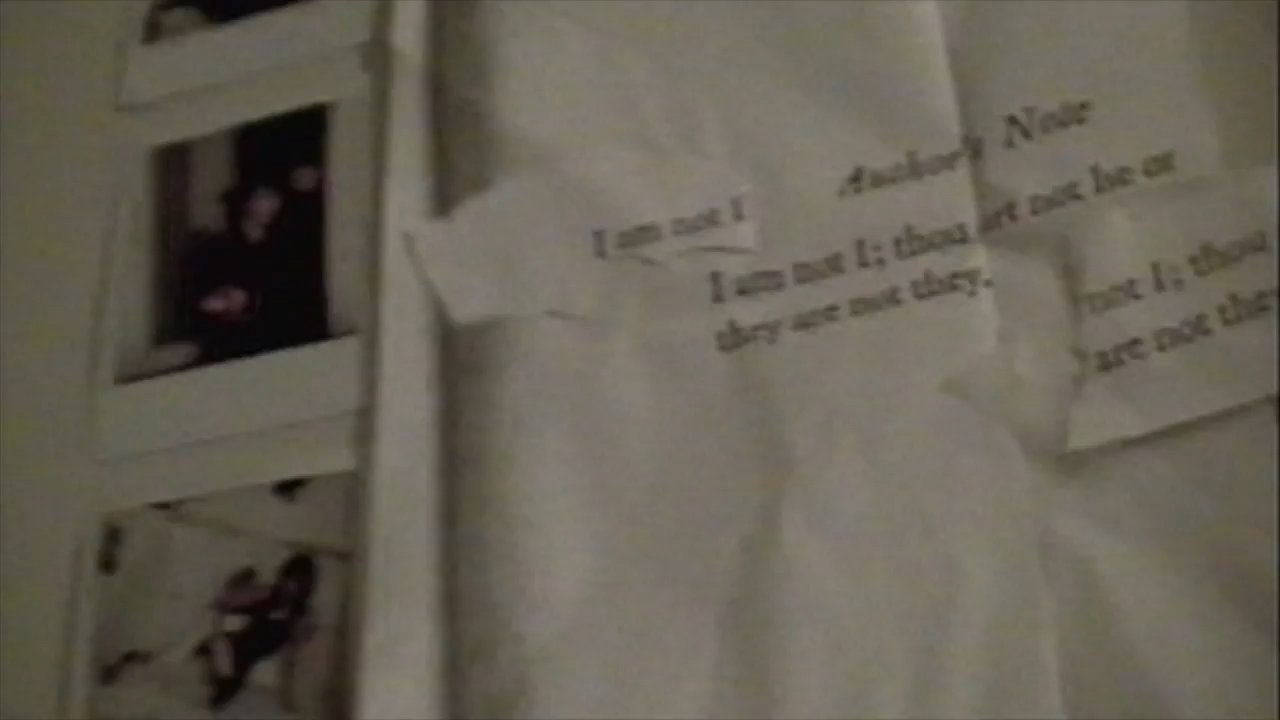 Author's Note
I am not I
I am not I; thou art not he or
they are not they.
not I; thou
are not the